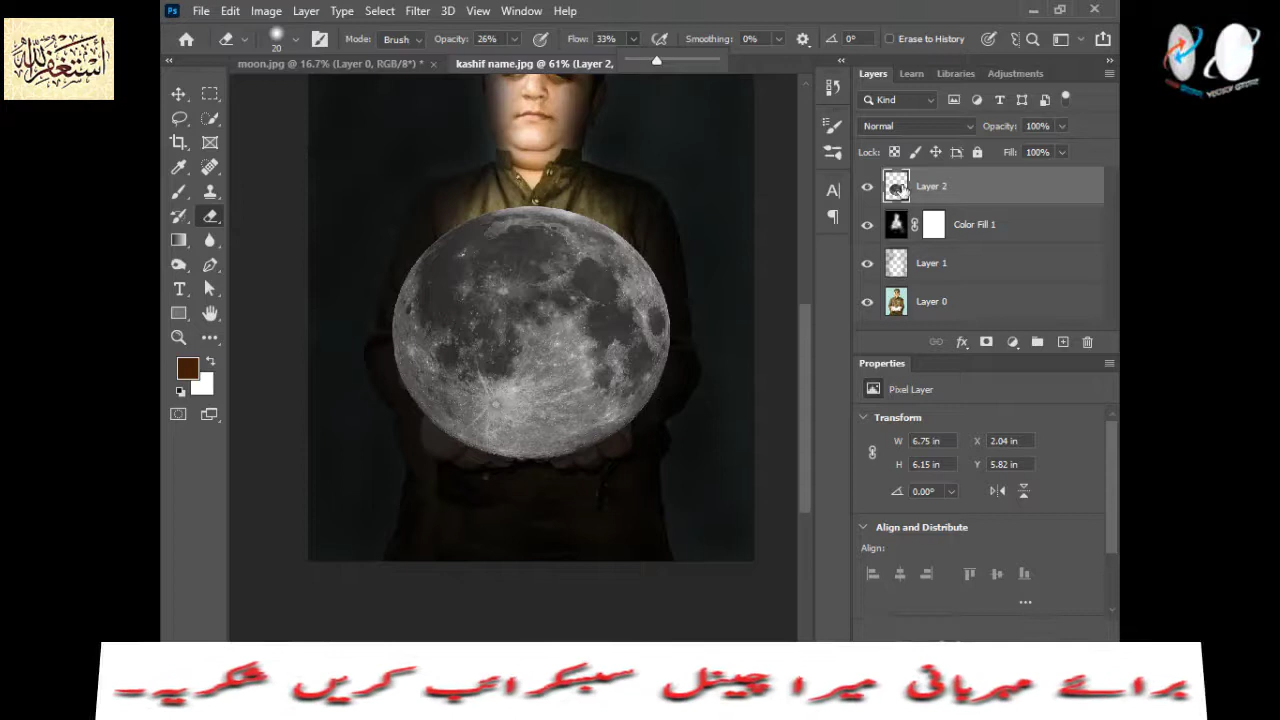 File Edit Image Layer Type Select Filter 3D View Window Help
20 Mode: Brush Opacity: 26% Flow: 33% Smoothing: 0% 0° Erase to History
moon.jpg @ 16.7% (Layer 0, RGB/8*) * × kashif name.jpg @ 61% (Layer 2,
Layers Learn Libraries Adjustments
Kind
Normal Opacity: 100%
Lock: Fill: 100%
Layer 2
Color Fill 1
Layer 1
Layer 0
Properties
Pixel Layer
Transform
W 6.75 in X 2.04 in
H 6.15 in Y 5.82 in
0.00°
Align and Distribute
Align:
أستغفر الله
برائے مہربانی میرا چینل سبسکرائب کریں شکریہ۔